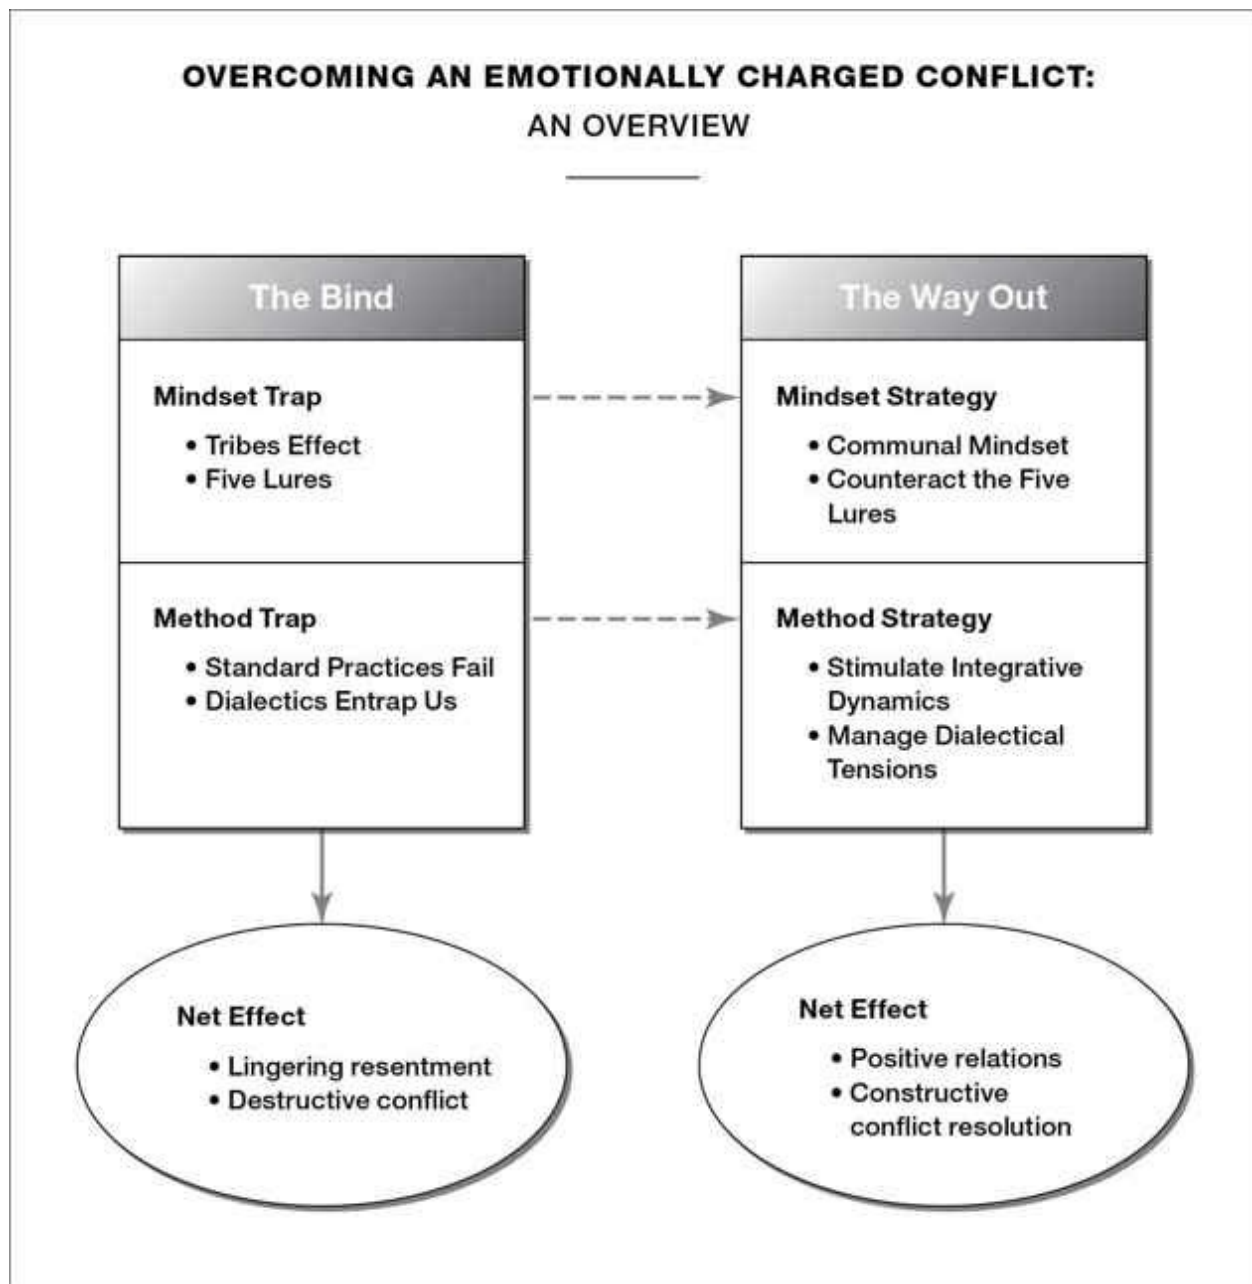 OVERCOMING AN EMOTIONALLY CHARGED CONFLICT:
AN OVERVIEW
The Bind
Mindset Trap
• Tribes Effect
• Five Lures
Method Trap
• Standard Practices Fail
• Dialectics Entrap Us
Net Effect
• Lingering resentment
• Destructive conflict
The Way Out
Mindset Strategy
• Communal Mindset
• Counteract the Five
Lures
Method Strategy
• Stimulate Integrative
Dynamics
• Manage Dialectical
Tensions
Net Effect
• Positive relations
• Constructive
conflict resolution